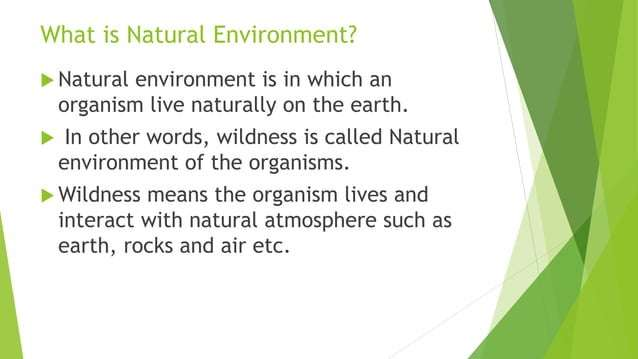 What is Natural Environment?
Natural environment is in which an
organism live naturally on the earth.
In other words, wildness is called Natural
environment of the organisms.
Wildness means the organism lives and
interact with natural atmosphere such as
earth, rocks and air etc.